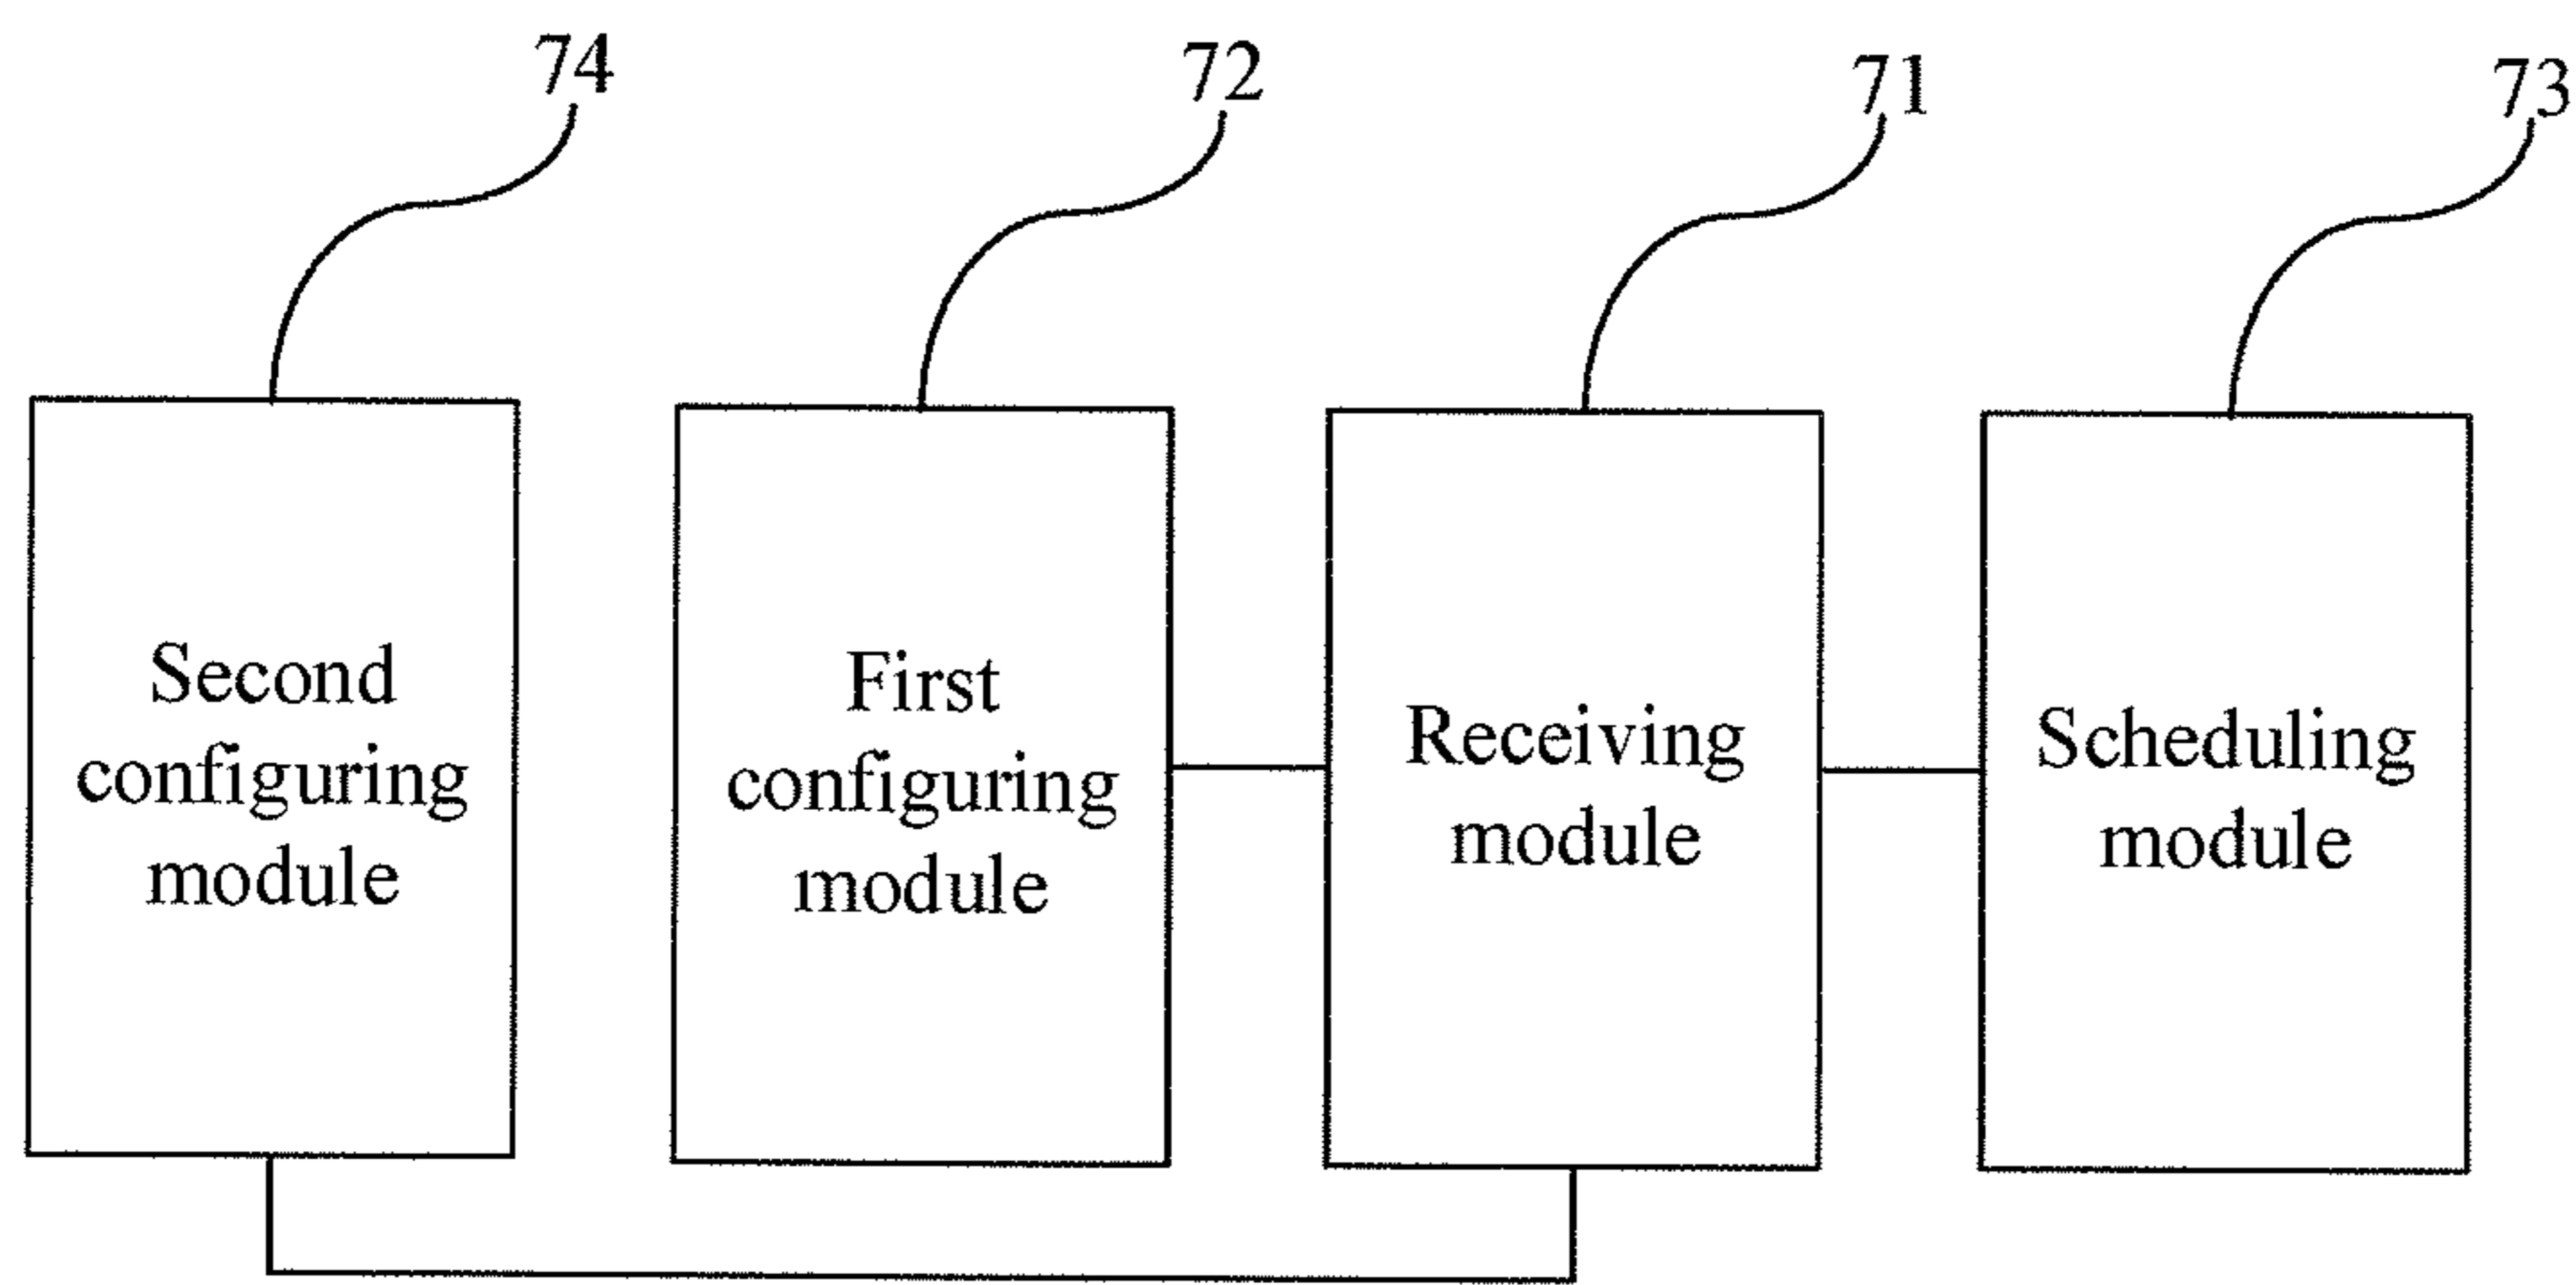 74
72
71
73
Second
configuring
module
First
configuring
module
Receiving
module
Scheduling
module